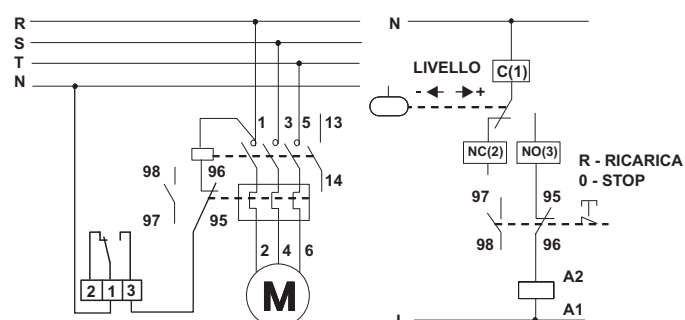 R
S
T
N
1 3 5 13
14
98 96
97 95
2 4 6
2 1 3
M
N
LIVELLO
C(1)
- +
NC(2) NO(3)
R - RICARICA
0 - STOP
97 95
98 96
A2
A1